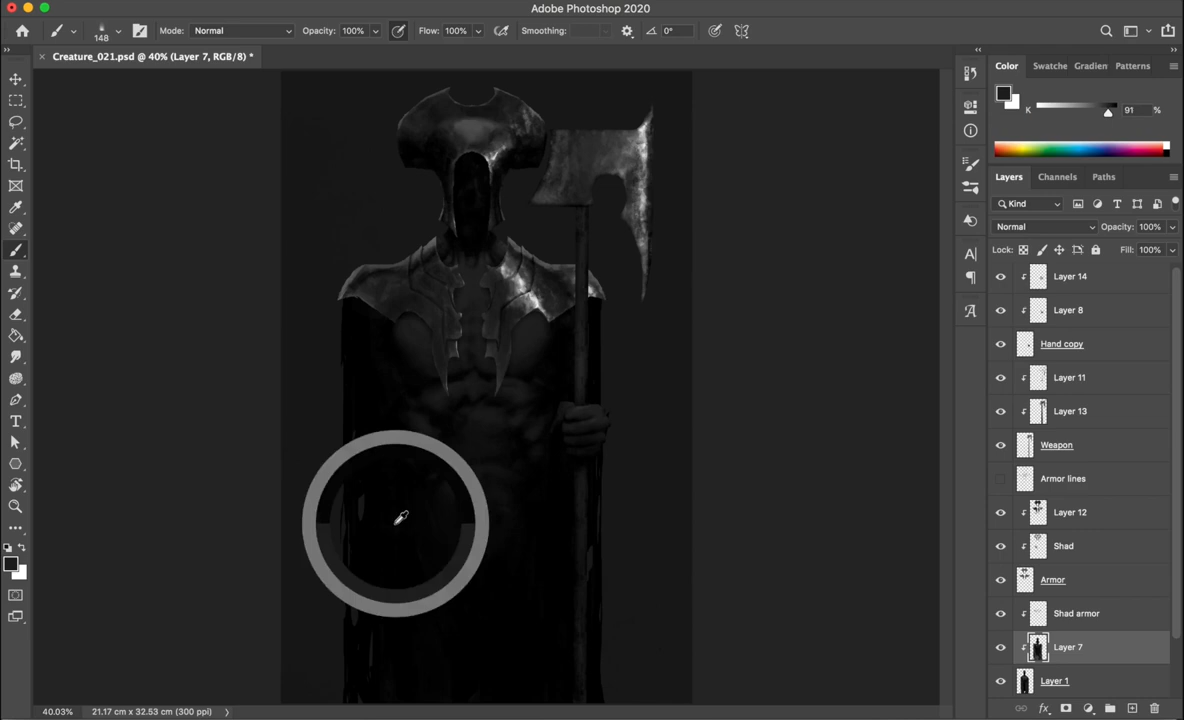 Adobe Photoshop 2020
148
Mode: Normal
Opacity: 100%
Flow: 100%
Smoothing:
0°
Creature_021.psd @ 40% (Layer 7, RGB/8) *
Color
Swatche
Gradien
Patterns
K
91
%
Layers
Channels
Paths
Kind
Normal
Opacity: 100%
Lock:
Fill: 100%
Layer 14
Layer 8
Hand copy
Layer 11
Layer 13
Weapon
Armor lines
Layer 12
Shad
Armor
Shad armor
Layer 7
Layer 1
40.03%
21.17 cm x 32.53 cm (300 ppi)